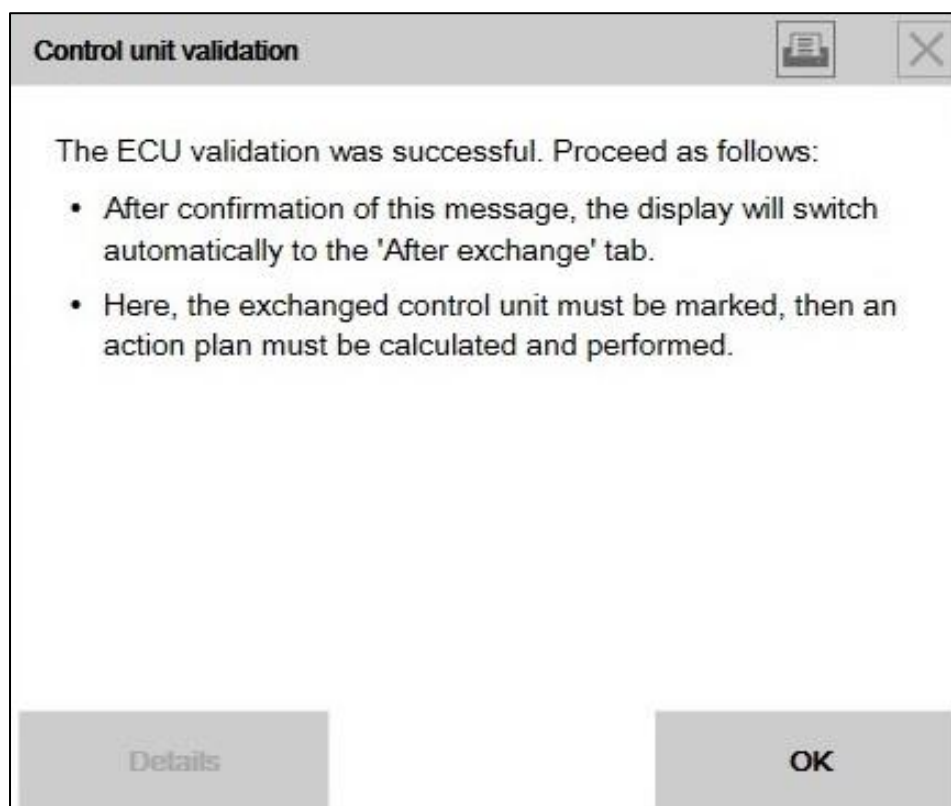 Control unit validation
The ECU validation was successful. Proceed as follows:
• After confirmation of this message, the display will switch
automatically to the 'After exchange' tab.
• Here, the exchanged control unit must be marked, then an
action plan must be calculated and performed.
Details
OK